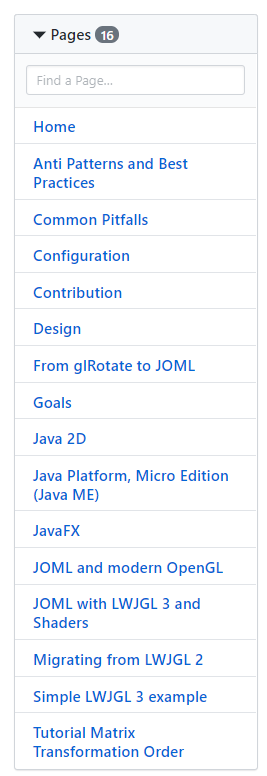 Pages 16
Find a Page...
Home
Anti Patterns and Best
Practices
Common Pitfalls
Configuration
Contribution
Design
From glRotate to JOML
Goals
Java 2D
Java Platform, Micro Edition
(Java ME)
JavaFX
JOML and modern OpenGL
JOML with LWJGL 3 and
Shaders
Migrating from LWJGL 2
Simple LWJGL 3 example
Tutorial Matrix
Transformation Order